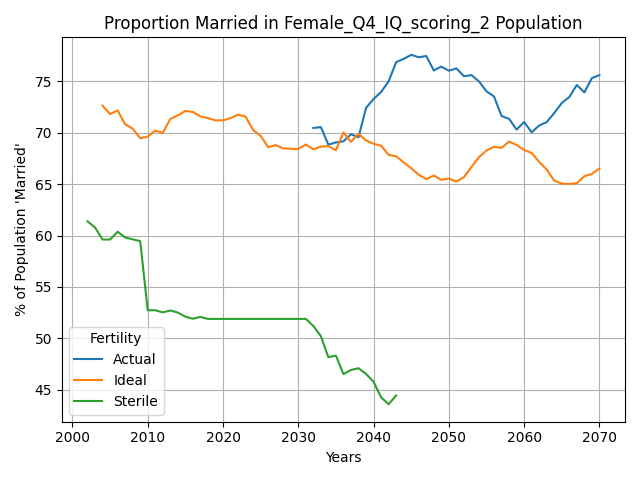 Proportion Married in Female_Q4_IQ_scoring_2 Population
% of Population 'Married'
75
70
65
60
55
50
45
Fertility
Actual
Ideal
Sterile
2000 2010 2020 2030 2040 2050 2060 2070
Years